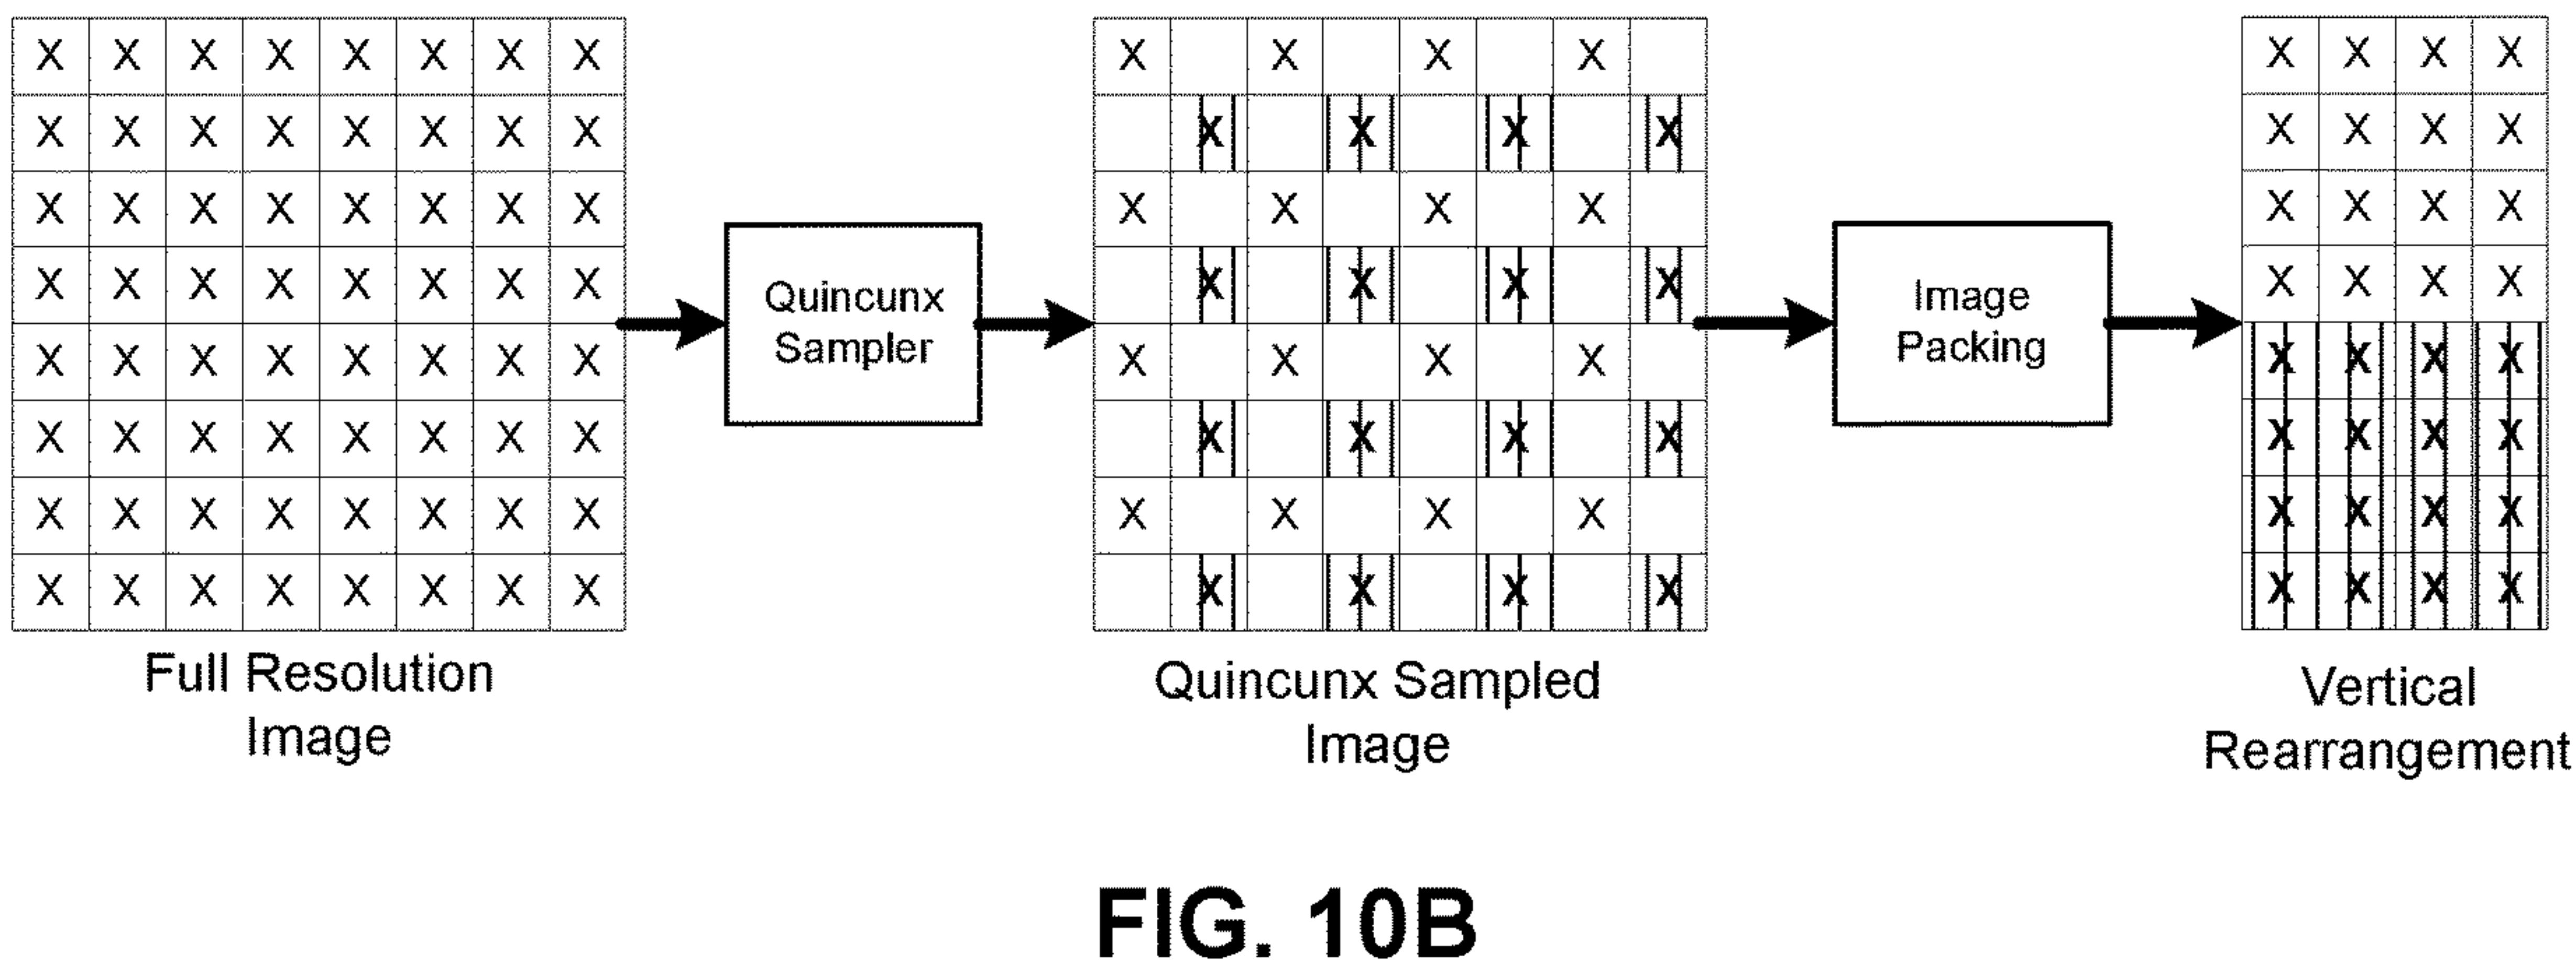 X X X X X X X X
X X X X X X X X
X X X X X X X X
X X X X X X X X
X X X X X X X X
X X X X X X X X
X X X X X X X X
X X X X X X X X
Full Resolution
Image
Quincunx
Sampler
X X X X
X X X X
X X X X
X X X X
X X X X
X X X X
X X X X
X X X X
Quincunx Sampled
Image
Image
Packing
X X X X
X X X X
X X X X
X X X X
X X X X
X X X X
X X X X
X X X X
Vertical
Rearrangement
FIG. 10B